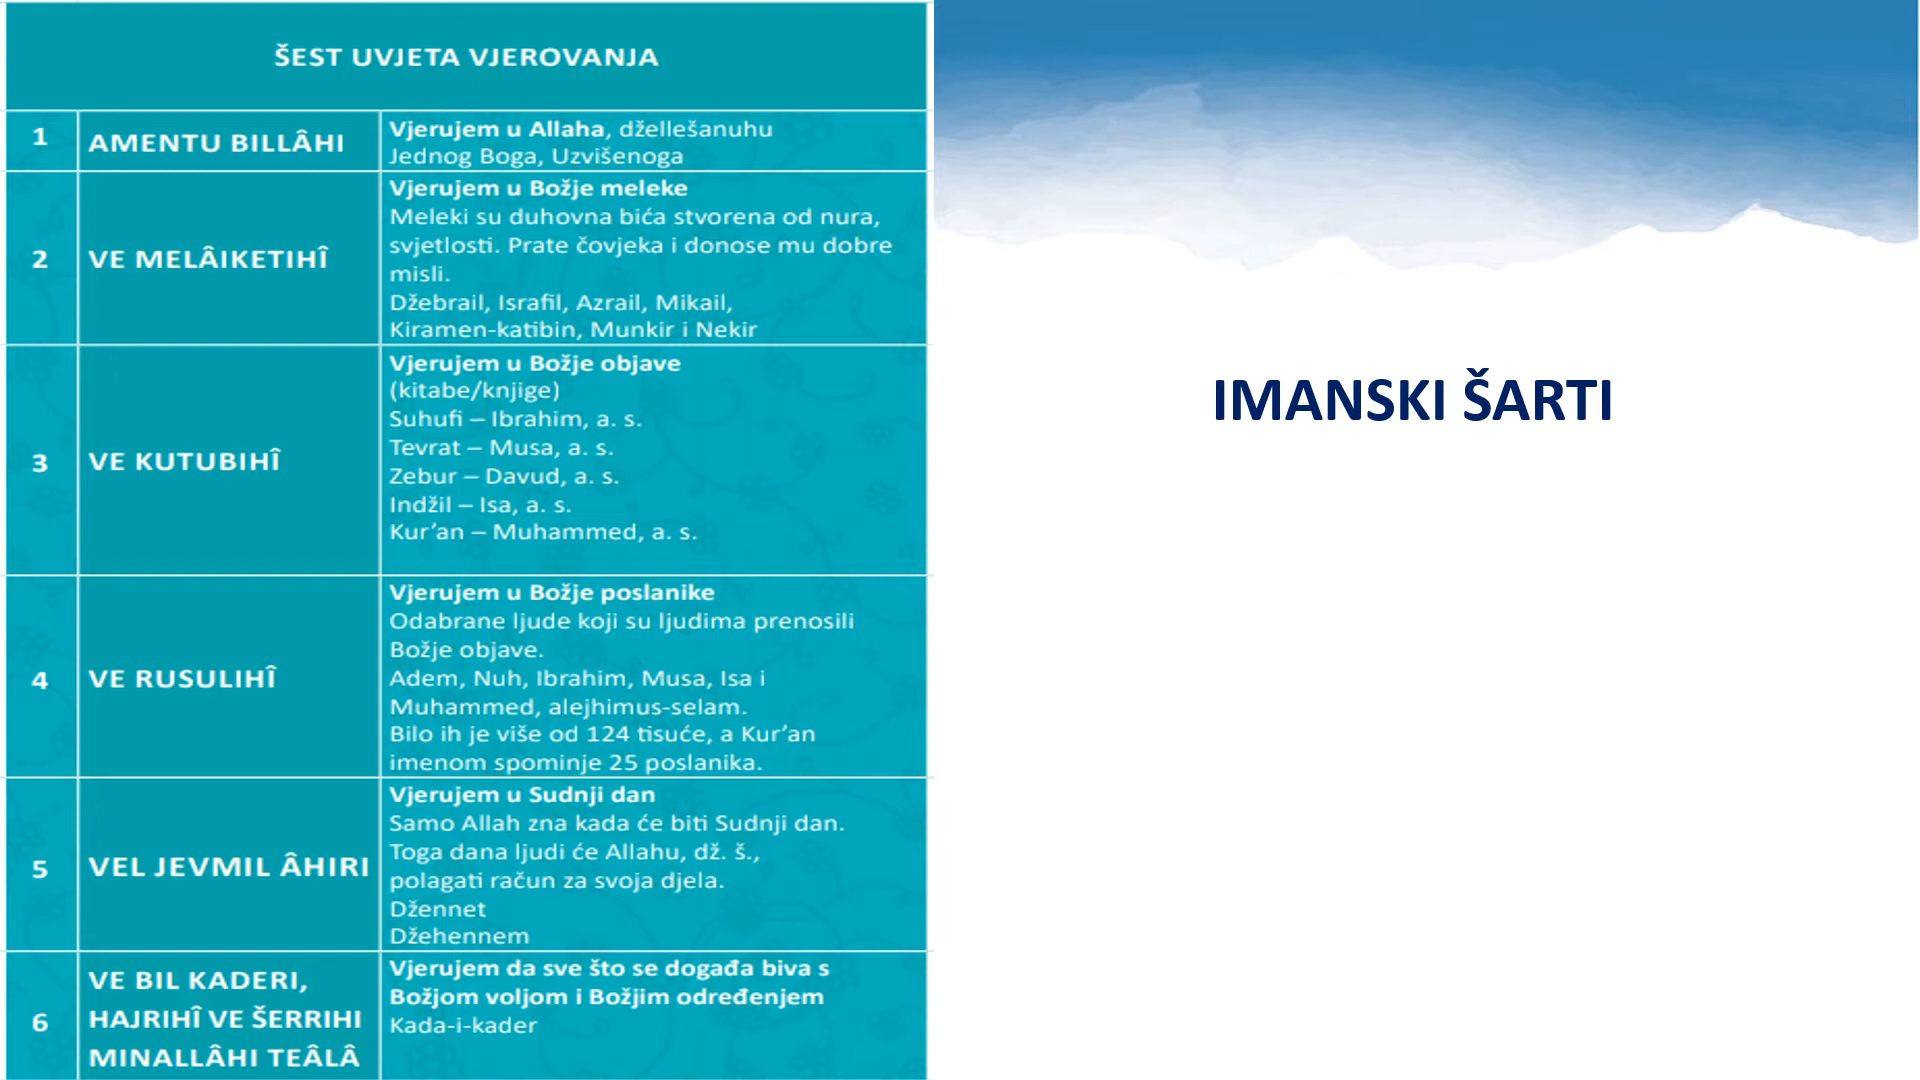 ŠEST UVJETA VJEROVANJA
1
AMENTU BILLÂHI
Vjerujem u Allaha, džellešanuhu
Jednog Boga, Uzvišenoga
2
VE MELÂIKETIHÎ
Vjerujem u Božje meleke
Meleki su duhovna bića stvorena od nura,
svjetlosti. Prate čovjeka i donose mu dobre
misli.
Džebrail, Israfil, Azrail, Mikail,
Kiramen-katibin, Munkir i Nekir
3
VE KUTUBIHÎ
Vjerujem u Božje objave
(kitabe/knjige)
Suhufi – Ibrahim, a. s.
Tevrat – Musa, a. s.
Zebur – Davud, a. s.
Indžil – Isa, a. s.
Kur’an – Muhammed, a. s.
4
VE RUSULIHÎ
Vjerujem u Božje poslanike
Odabrane ljude koji su ljudima prenosili
Božje objave.
Adem, Nuh, Ibrahim, Musa, Isa i
Muhammed, alejhimus-selam.
Bilo ih je više od 124 tisuće, a Kur’an
imenom spominje 25 poslanika.
5
VEL JEVMIL ÂHIRI
Vjerujem u Sudnji dan
Samo Allah zna kada će biti Sudnji dan.
Toga dana ljudi će Allahu, dž. š.,
polagati račun za svoja djela.
Džennet
Džehennem
6
VE BIL KADERI,
HAJRIHÎ VE ŠERRIHI
MINALLÂHI TEÂLÂ
Vjerujem da sve što se događa biva s
Božjom voljom i Božjim određenjem
Kada-i-kader
IMANSKI ŠARTI